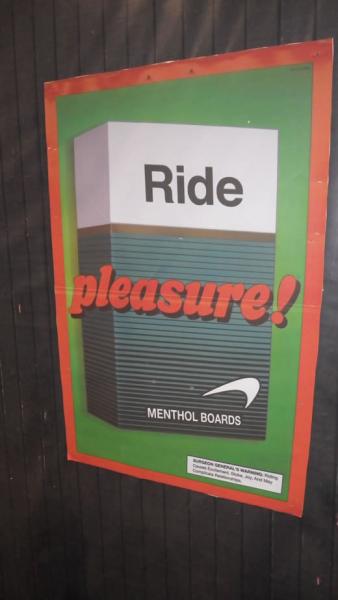 Ride
pleasure!
MENTHOL BOARDS
SURGEON GENERAL'S WARNING: Riding
Causes Excitement, Stoke, Joy, And May
Complicate Relationships.